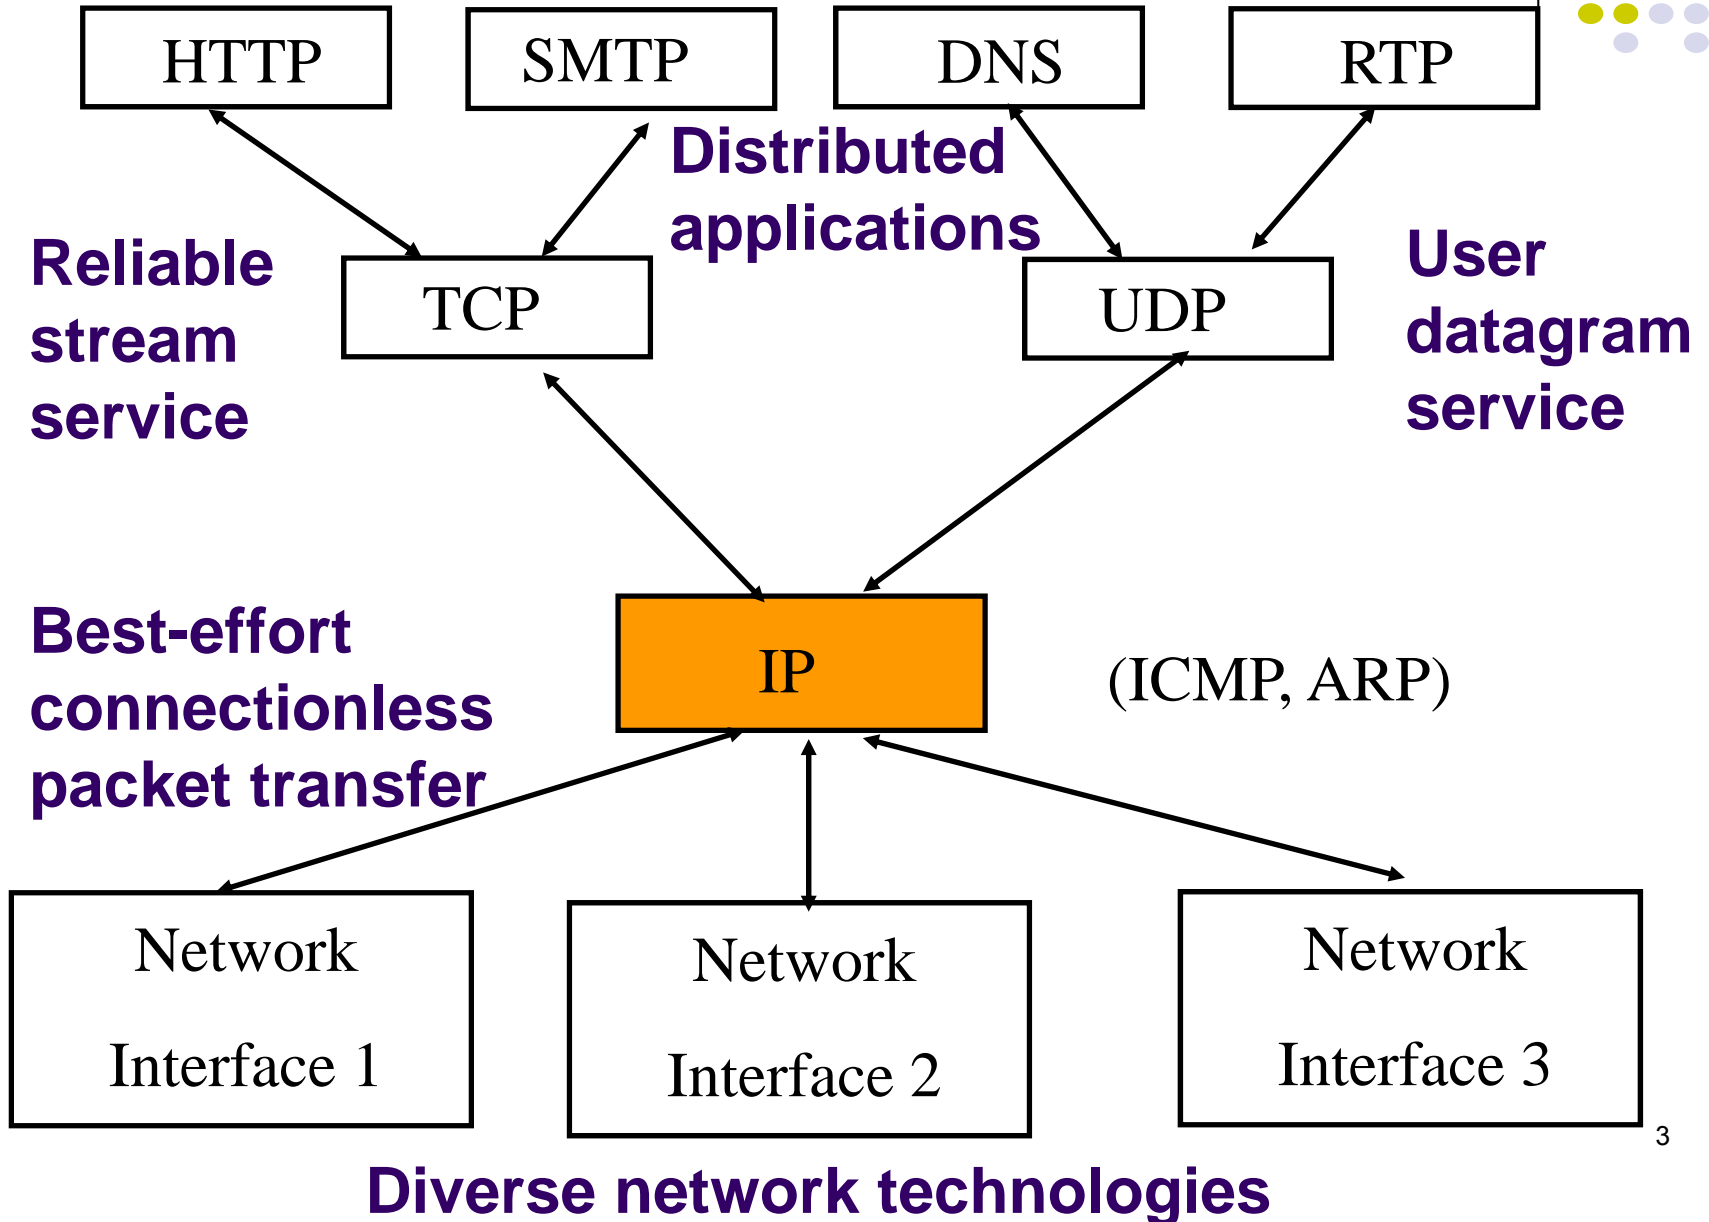 HTTP
SMTP
DNS
RTP
Distributed
applications
Reliable
stream
service
TCP
UDP
User
datagram
service
Best-effort
connectionless
packet transfer
IP
(ICMP, ARP)
Network
Interface 1
Network
Interface 2
Network
Interface 3
3
Diverse network technologies